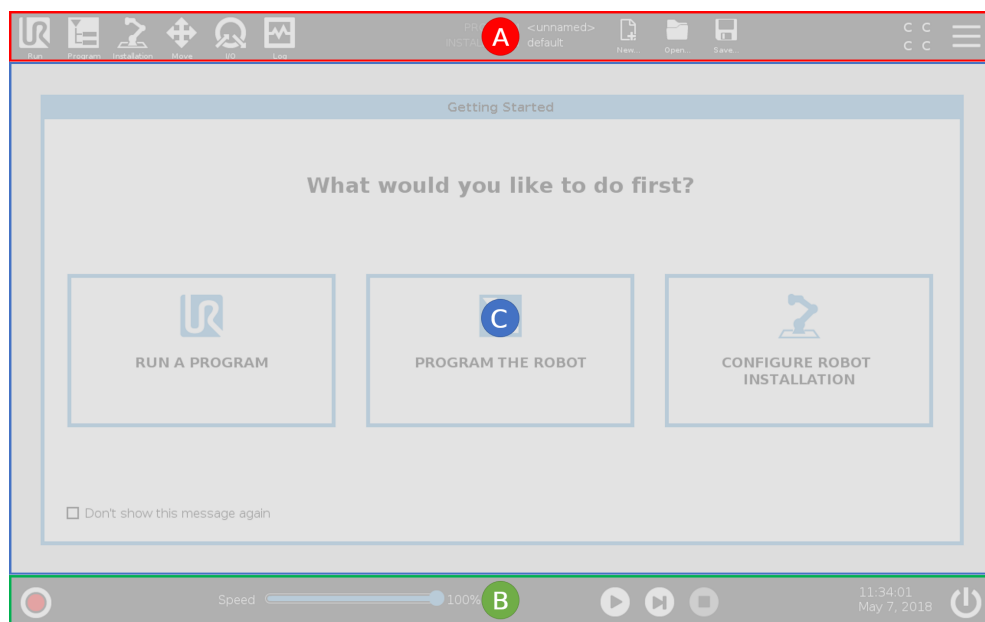 <unnamed>
default
C C
C C
Run
Program
Installation
Move
I/O
Log
New...
Open...
Save...
A
Getting Started
What would you like to do first?
C
RUN A PROGRAM
PROGRAM THE ROBOT
CONFIGURE ROBOT
INSTALLATION
Don't show this message again
Speed
100%
B
11:34:01
May 7, 2018